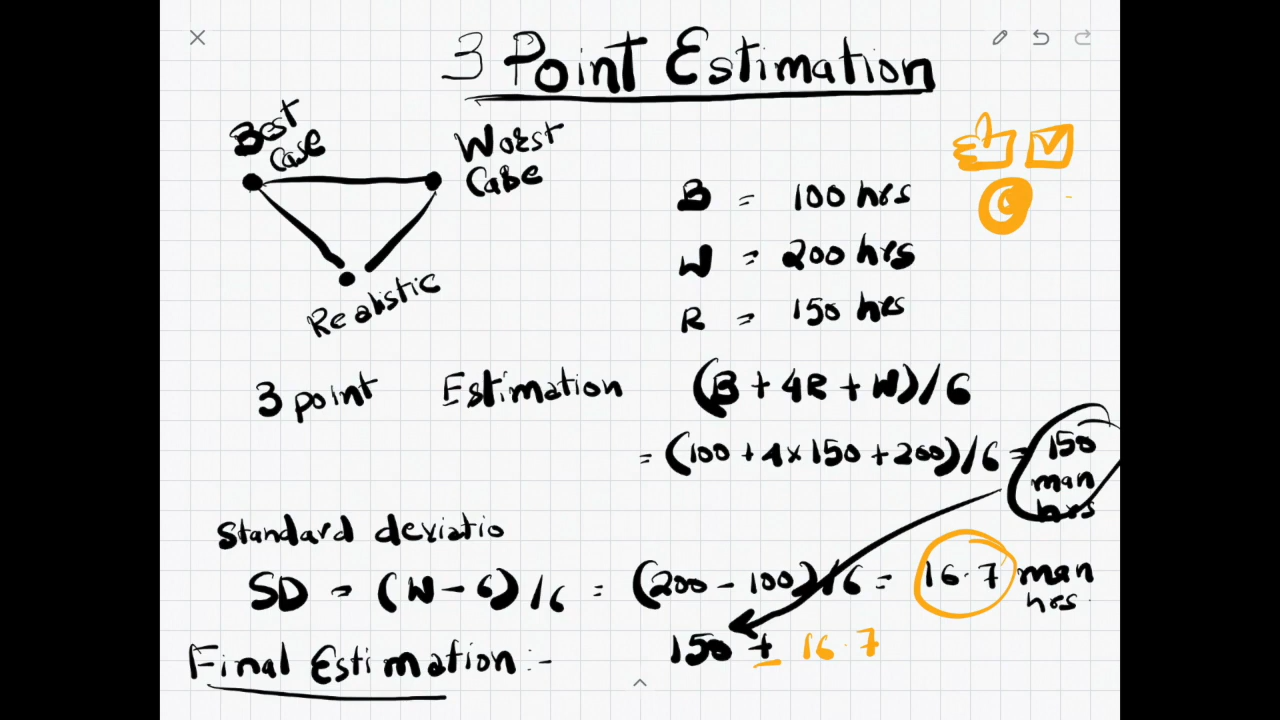 3 Point Estimation
Best
Case
Worst
Case
Realistic
B = 100 hrs
W = 200 hrs
R = 150 hrs
3 point Estimation (B + 4R + W)/6
= (100 + 4x150 + 200)/6 = 150
man
hrs
Standard deviatio
SD = (W - 6)/6 = (200 - 100)/6 = 16.7 man
hrs.
Final Estimation:- 150 ± 16.7